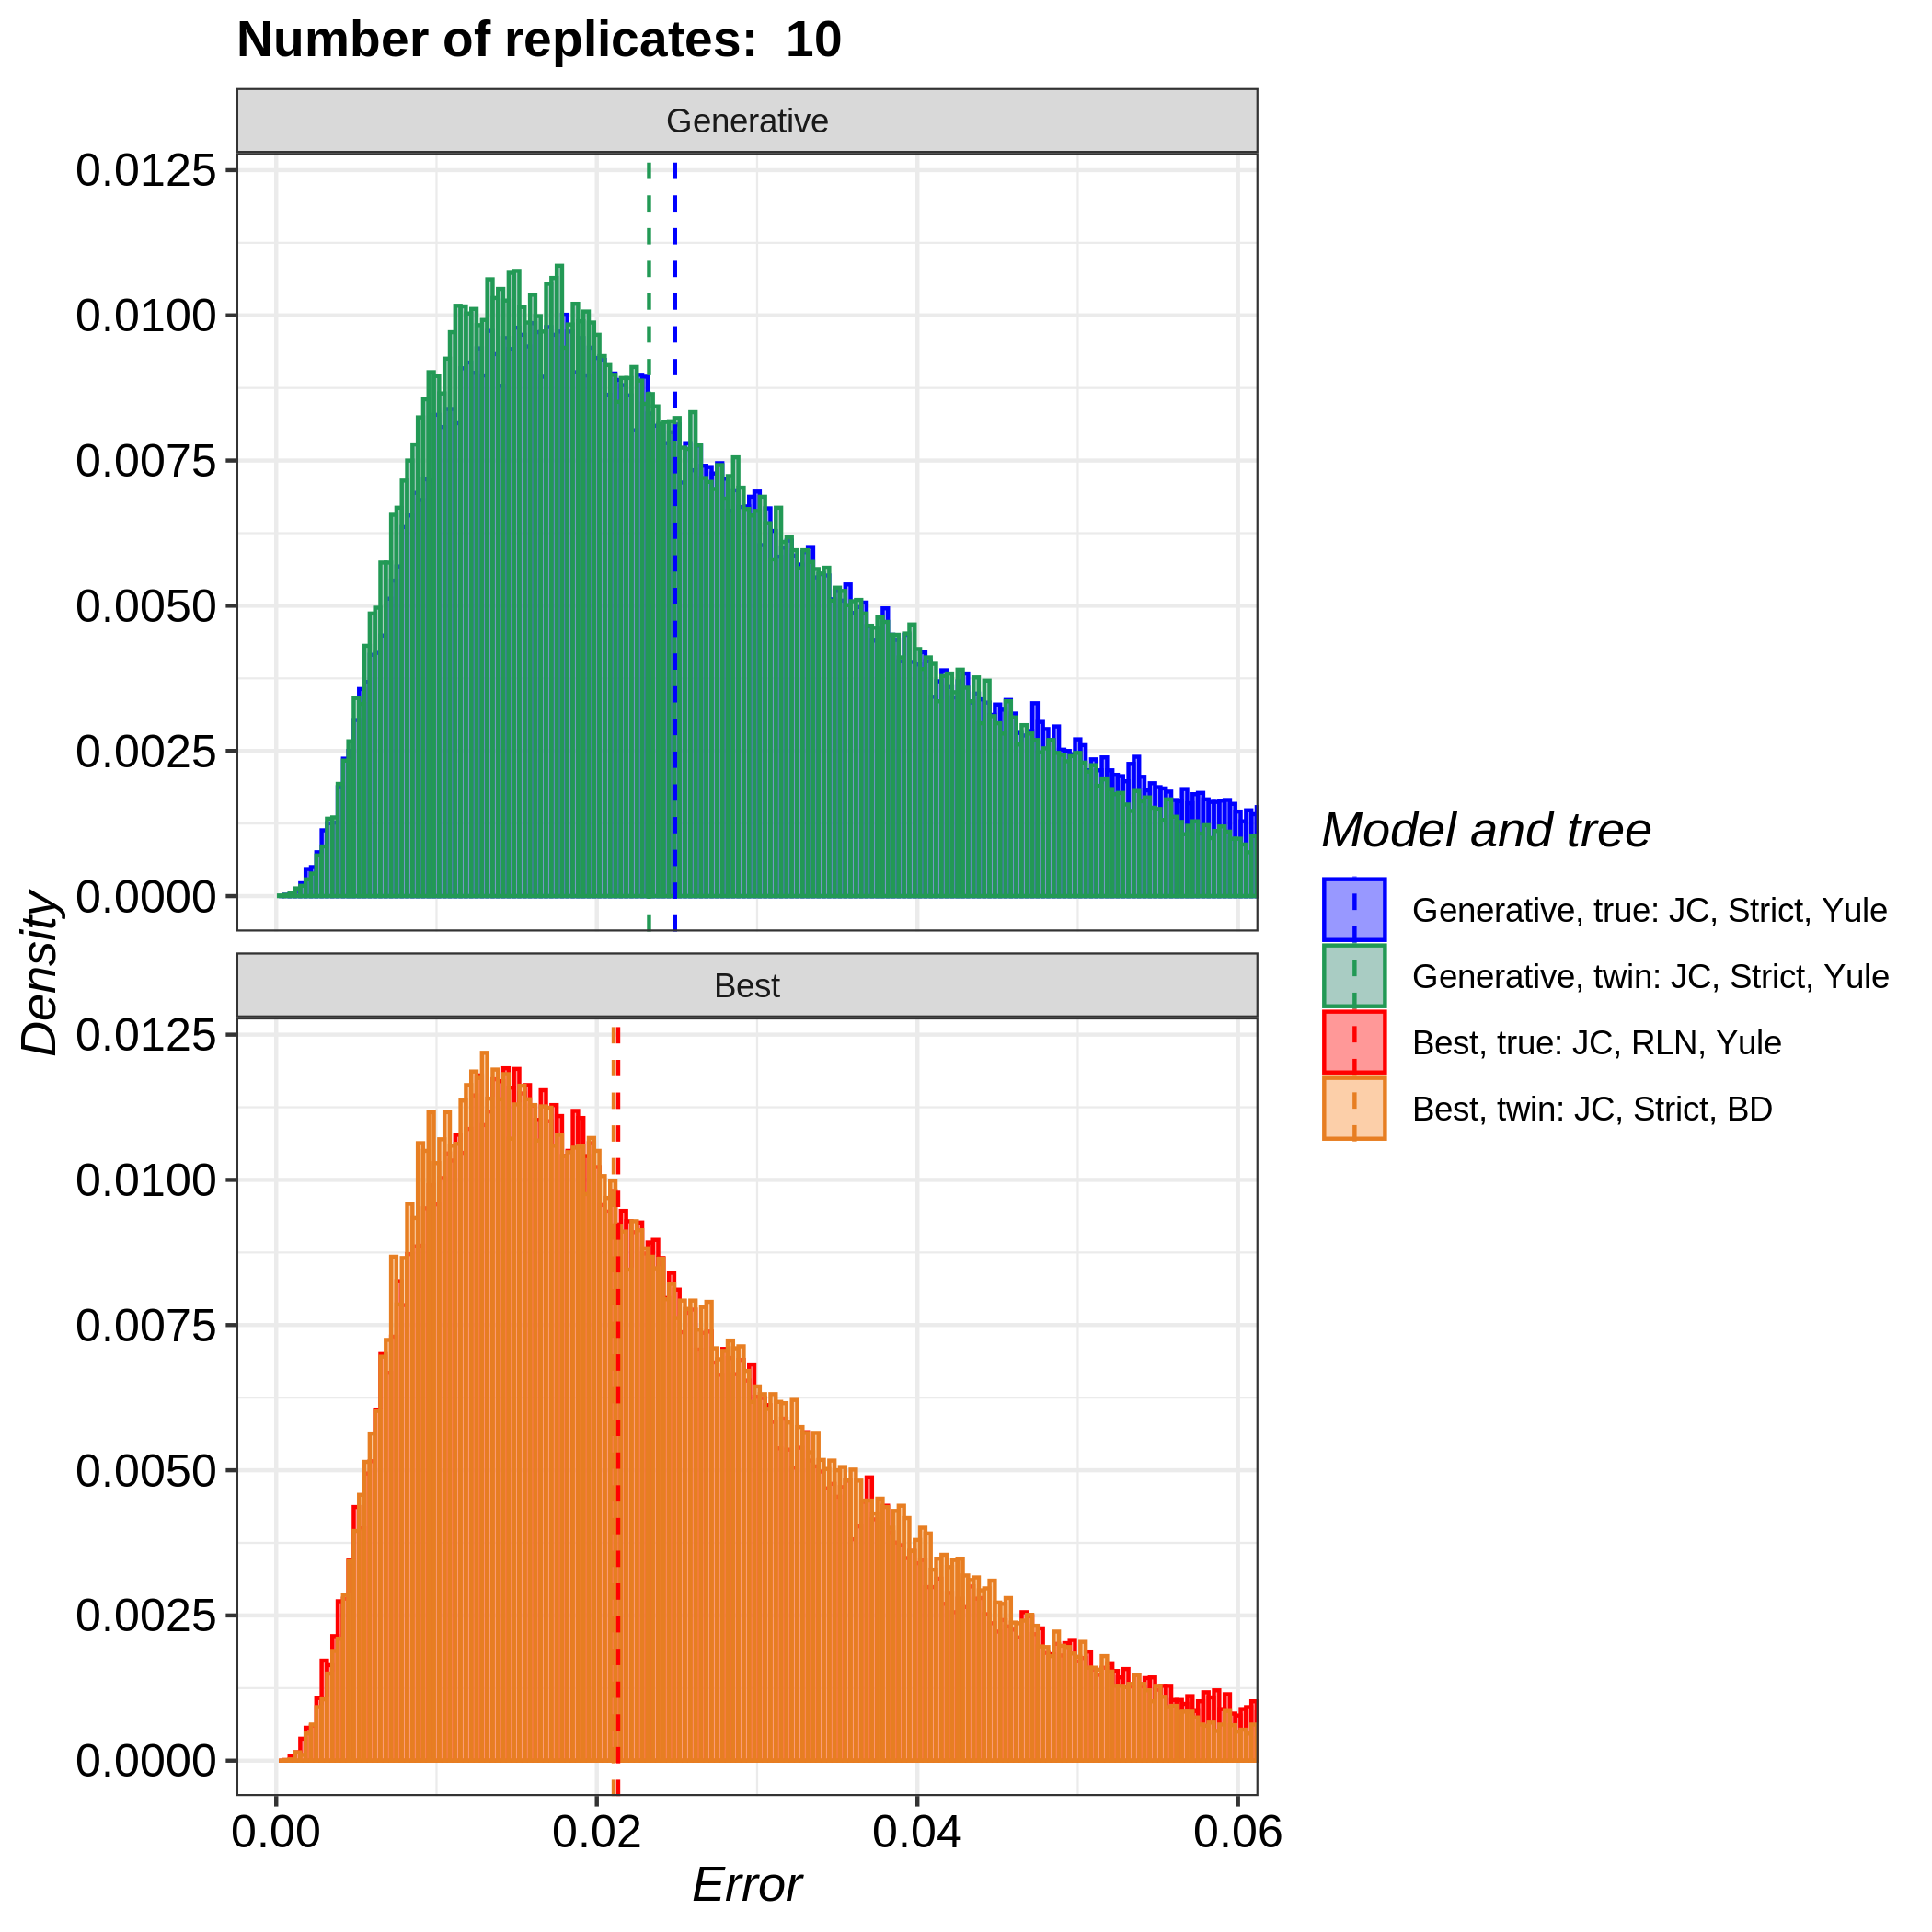 Number of replicates:  10
Generative
0.0125
0.0100
0.0075
0.0050
0.0025
0.0000
Density
Best
0.0125
0.0100
0.0075
0.0050
0.0025
0.0000
0.00 0.02 0.04 0.06
Error
Model and tree
Generative, true: JC, Strict, Yule
Generative, twin: JC, Strict, Yule
Best, true: JC, RLN, Yule
Best, twin: JC, Strict, BD